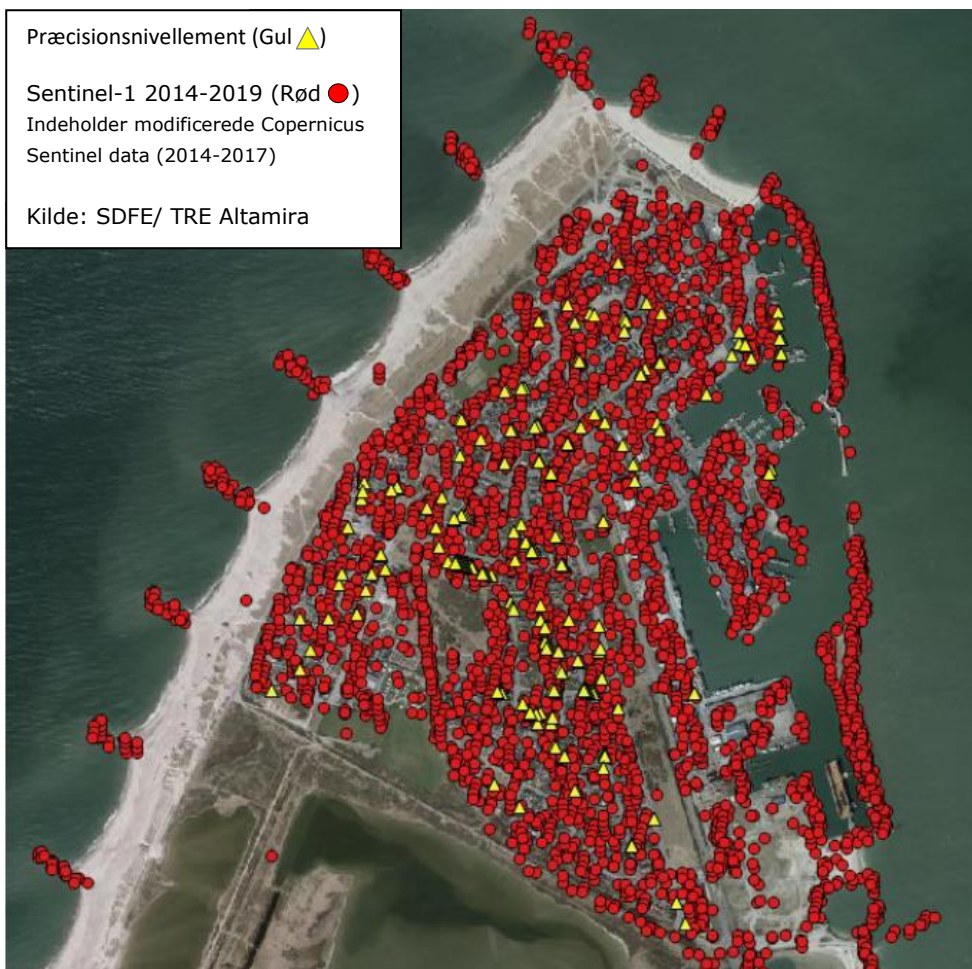 Præcisionsnivellement (Gul )
Sentinel-1 2014-2019 (Rød )
Indeholder modificerede Copernicus
Sentinel data (2014-2017)
Kilde: SDFE/ TRE Altamira